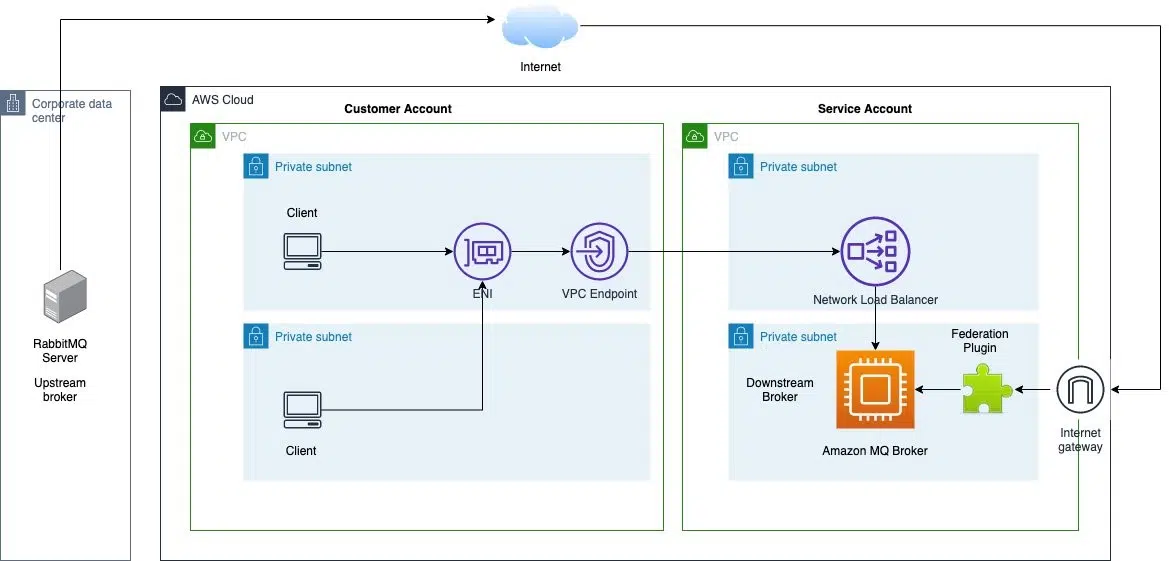 Internet
Corporate data
center
AWS Cloud
Customer Account
Service Account
VPC
VPC
Private subnet
Private subnet
Client
ENI
VPC Endpoint
Network Load Balancer
RabbitMQ
Server
Upstream
broker
Private subnet
Private subnet
Federation
Plugin
Downstream
Broker
Client
Amazon MQ Broker
Internet
gateway